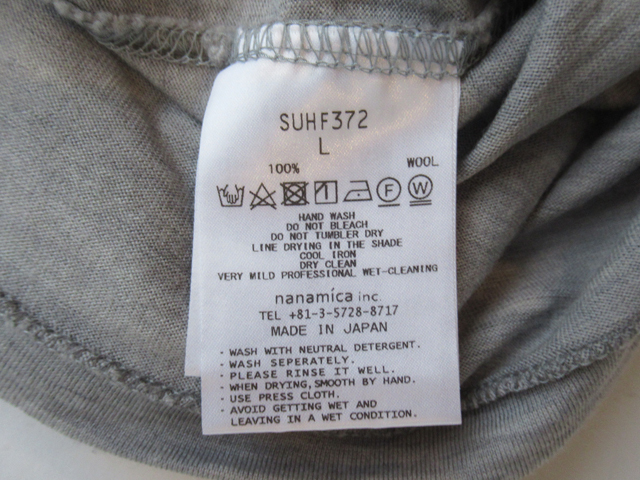 SUHF372
L
100% WOOL
F W
HAND WASH
DO NOT BLEACH
DO NOT TUMBLER DRY
LINE DRYING IN THE SHADE
COOL IRON
DRY CLEAN
VERY MILD PROFESSIONAL WET-CLEANING
nanamica inc.
TEL +81-3-5728-8717
MADE IN JAPAN
· WASH WITH NEUTRAL DETERGENT.
· WASH SEPERATELY.
· PLEASE RINSE IT WELL.
· WHEN DRYING, SMOOTH BY HAND.
· USE PRESS CLOTH.
· AVOID GETTING WET AND
LEAVING IN A WET CONDITION.